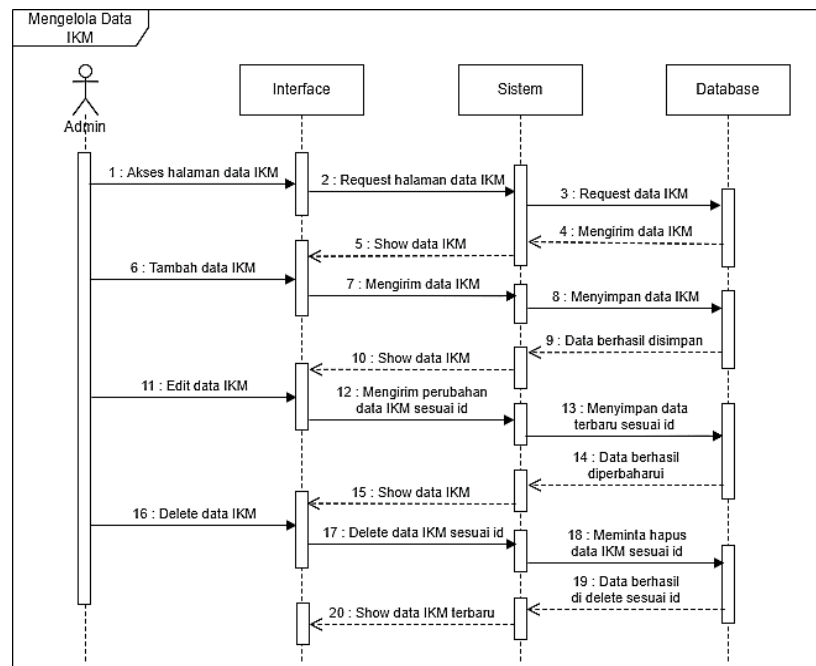 Mengelola Data
IKM
Admin
Interface
Sistem
Database
1 : Akses halaman data IKM
2 : Request halaman data IKM
3 : Request data IKM
4 : Mengirim data IKM
5 : Show data IKM
6 : Tambah data IKM
7 : Mengirim data IKM
8 : Menyimpan data IKM
9 : Data berhasil disimpan
10 : Show data IKM
11 : Edit data IKM
12 : Mengirim perubahan
data IKM sesuai id
13 : Menyimpan data
terbaru sesuai id
14 : Data berhasil
diperbaharui
15 : Show data IKM
16 : Delete data IKM
17 : Delete data IKM sesuai id
18 : Meminta hapus
data IKM sesuai id
19 : Data berhasil
di delete sesuai id
20 : Show data IKM terbaru